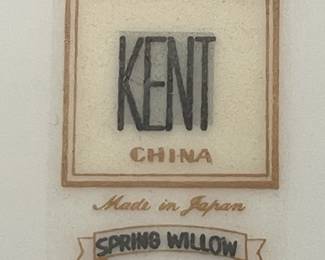 KENT
CHINA
Made in Japan
SPRING WILLOW